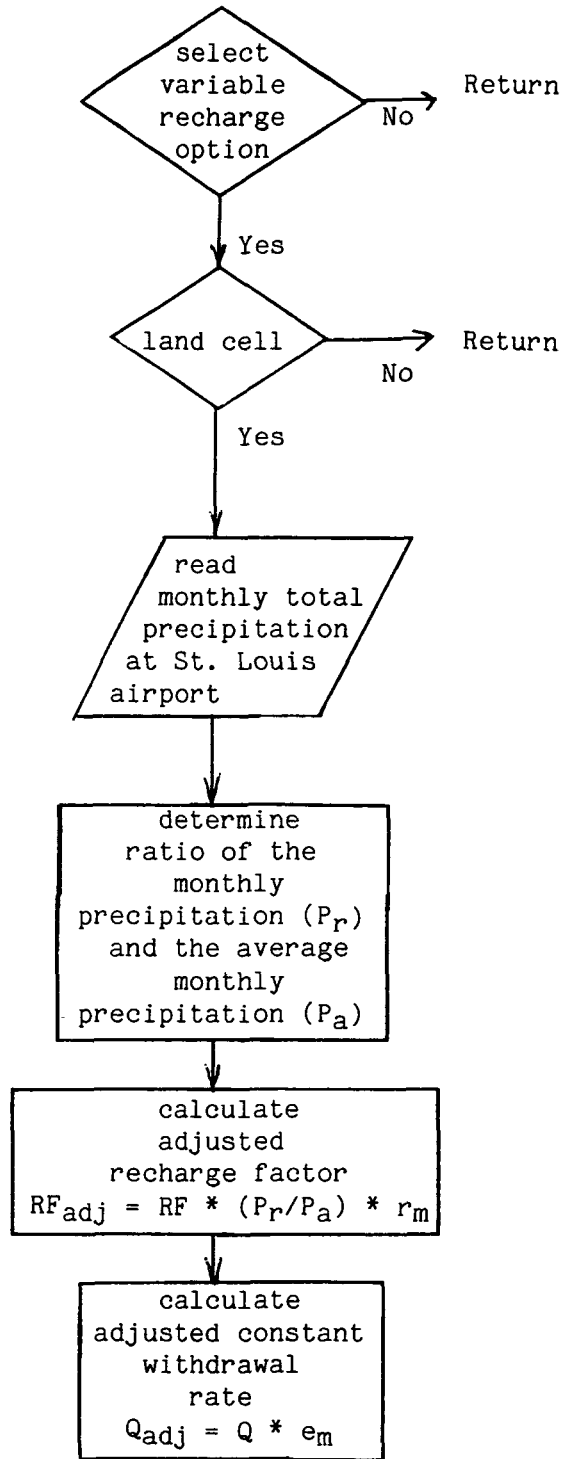 select
variable
recharge
option
Return
No
Yes
land cell
Return
No
Yes
read
monthly total
precipitation
at St. Louis
airport
determine
ratio of the
monthly
precipitation (Pr)
and the average
monthly
precipitation (Pa)
calculate
adjusted
recharge factor
RFadj = RF * (Pr/Pa) * rm
calculate
adjusted constant
withdrawal
rate
Qadj = Q * em